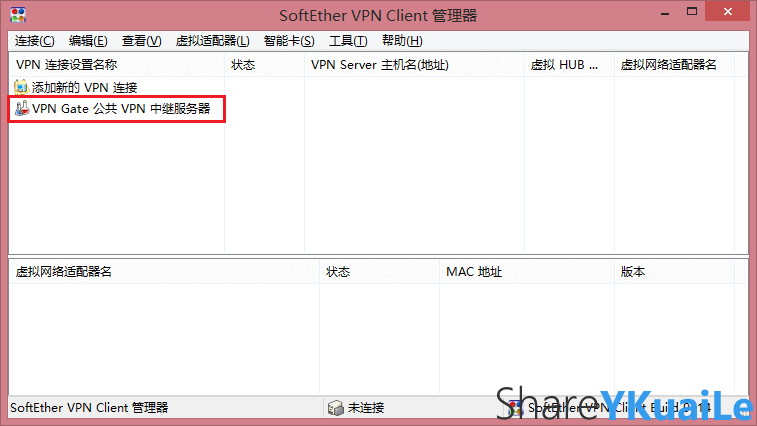 SoftEther VPN Client 管理器
连接(C) 编辑(E) 查看(V) 虚拟适配器(L) 智能卡(S) 工具(T) 帮助(H)
VPN 连接设置名称 状态 VPN Server 主机名(地址) 虚拟 HUB ... 虚拟网络适配器名
添加新的 VPN 连接
VPN Gate 公共 VPN 中继服务器
虚拟网络适配器名 状态 MAC 地址 版本
SoftEther VPN Client 管理器 未连接 SoftEther VPN Client Build
ShareYKuaiLe